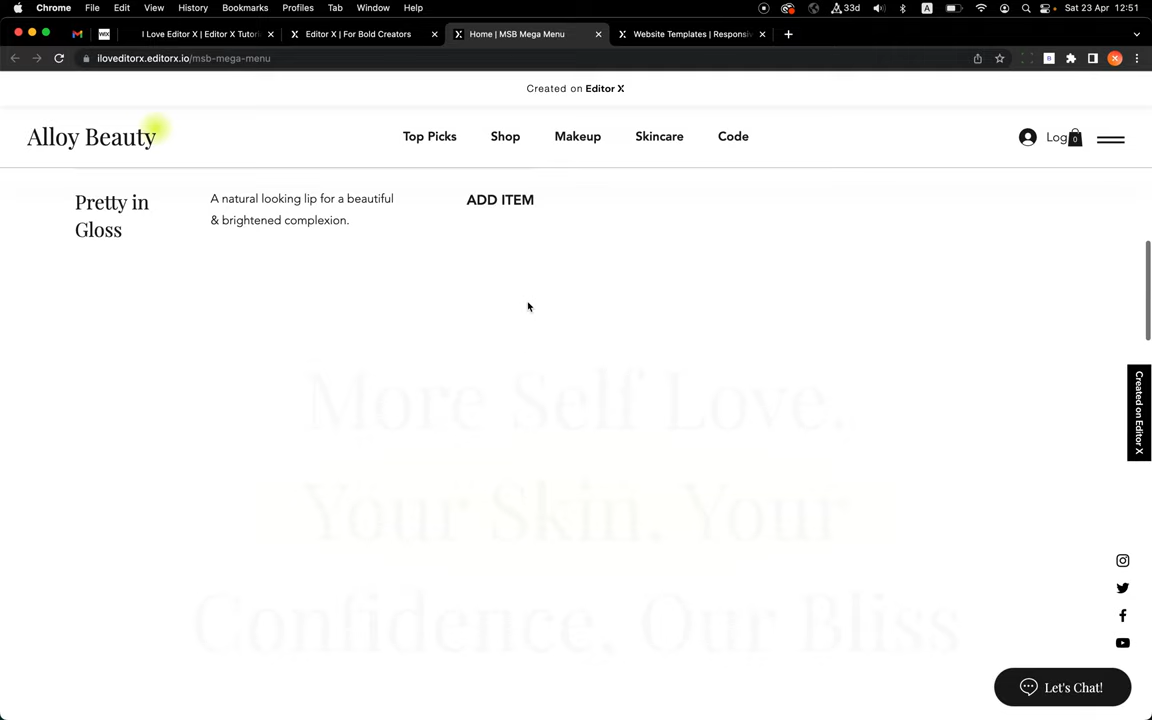 Chrome File Edit View History Bookmarks Profiles Tab Window Help 33d A Sat 23 Apr 12:51
WIX I Love Editor X | Editor X Tutori Editor X | For Bold Creators Home | MSB Mega Menu Website Templates | Responsiv
iloveditorx.editorx.io/msb-mega-menu
Created on Editor X
Alloy Beauty Top Picks Shop Makeup Skincare Code Log 0
Pretty in
Gloss
A natural looking lip for a beautiful
& brightened complexion.
ADD ITEM
More Self Love.
Your Skin. Your
Confidence. Our Bliss
Created on Editor X
Let's Chat!